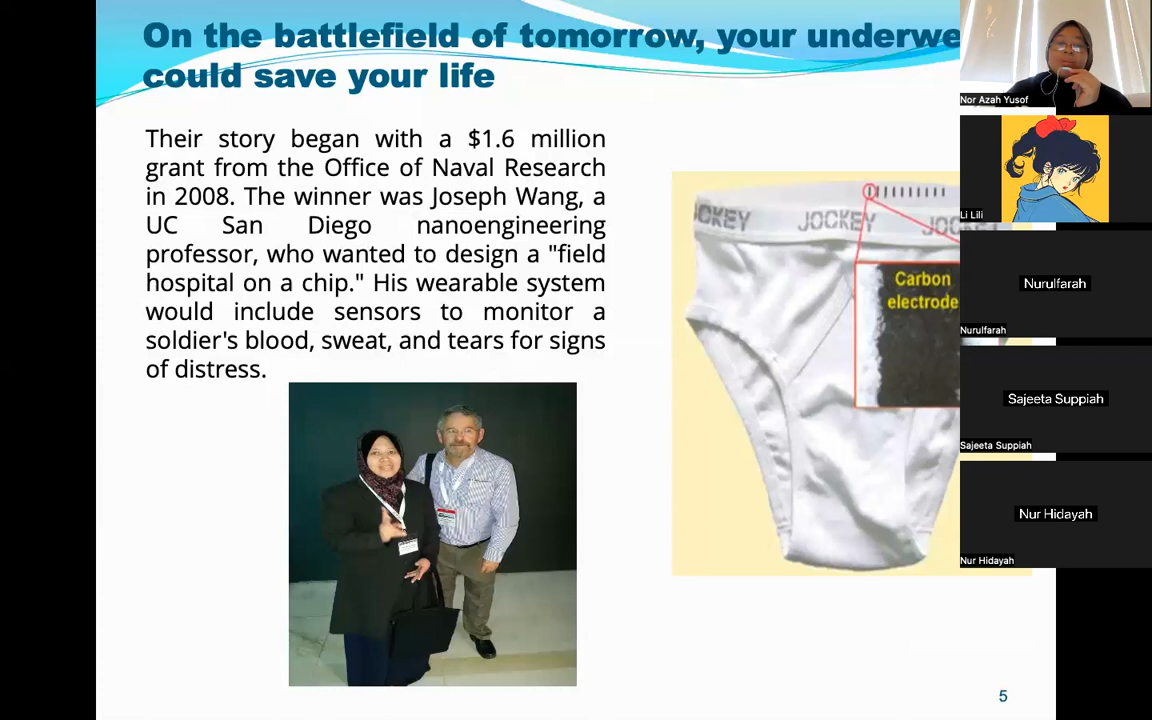 On the battlefield of tomorrow, your underwe
could save your life
Their story began with a $1.6 million
grant from the Office of Naval Research
in 2008. The winner was Joseph Wang, a
UC San Diego nanoengineering
professor, who wanted to design a "field
hospital on a chip." His wearable system
would include sensors to monitor a
soldier's blood, sweat, and tears for signs
of distress.
JOCKEY JOCKEY JOC
Carbon
electrode
5
Nor Azah Yusof
Li Lili
Nurulfarah
Nurulfarah
Sajeeta Suppiah
Sajeeta Suppiah
Nur Hidayah
Nur Hidayah